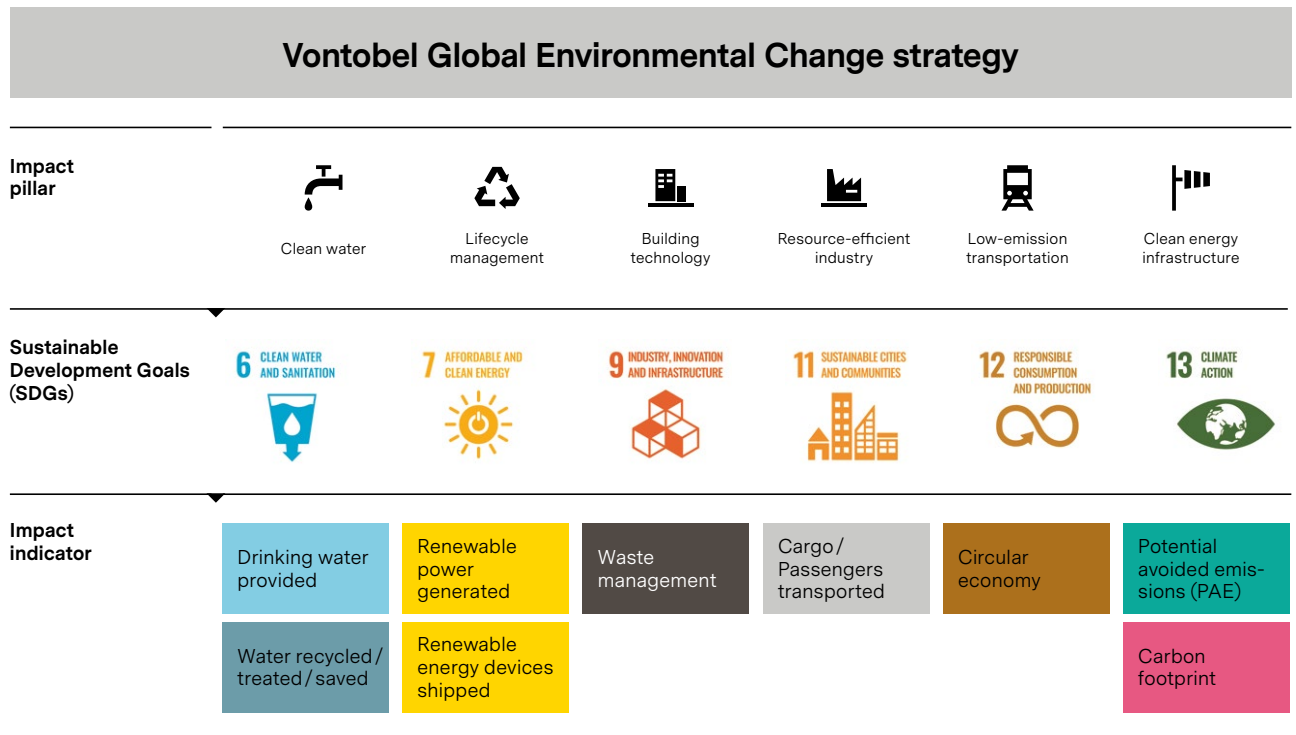 Vontobel Global Environmental Change strategy
Impact
pillar
Clean water
Lifecycle
management
Building
technology
Resource-efficient
industry
Low-emission
transportation
Clean energy
infrastructure
Sustainable
Development Goals
(SDGs)
6 CLEAN WATER
AND SANITATION
7 AFFORDABLE AND
CLEAN ENERGY
9 INDUSTRY, INNOVATION
AND INFRASTRUCTURE
11 SUSTAINABLE CITIES
AND COMMUNITIES
12 RESPONSIBLE
CONSUMPTION
AND PRODUCTION
13 CLIMATE
ACTION
Impact
indicator
Drinking water
provided
Renewable
power
generated
Waste
management
Cargo/
Passengers
transported
Circular
economy
Potential
avoided emis-
sions (PAE)
Water recycled/
treated/saved
Renewable
energy devices
shipped
Carbon
footprint